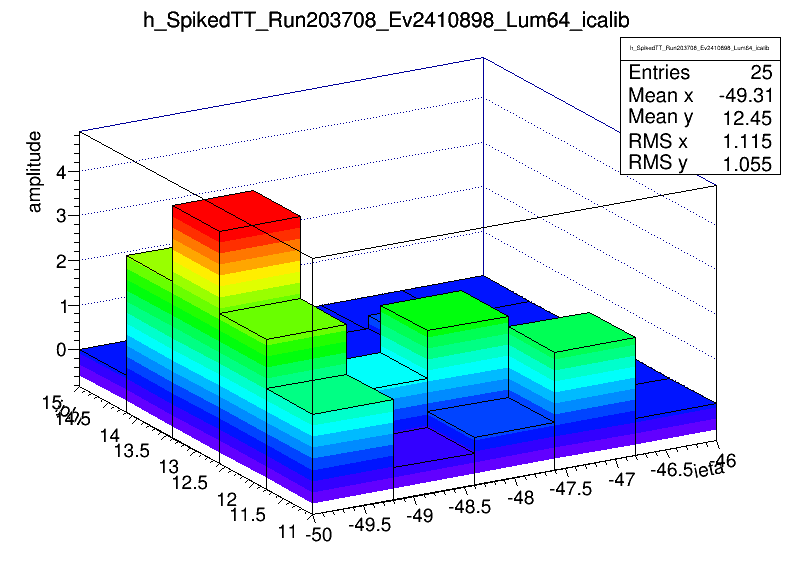 h_SpikedTT_Run203708_Ev2410898_Lum64_icalib
h_SpikedTT_Run203708_Ev2410898_Lum64_icalib
Entries 25
Mean x -49.31
Mean y 12.45
RMS x 1.115
RMS y 1.055
amplitude
4
3
2
1
0
15
14.5
14
13.5
13
12.5
12
11.5
11
-50
-49.5
-49
-48.5
-48
-47.5
-47
-46.5
ieta
-46